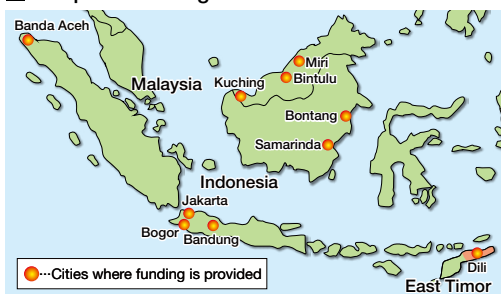 Banda Aceh
Miri
Malaysia
Kuching
Bintulu
Bontang
Samarinda
Indonesia
Jakarta
Bogor
Bandung
Dili
East Timor
···Cities where funding is provided